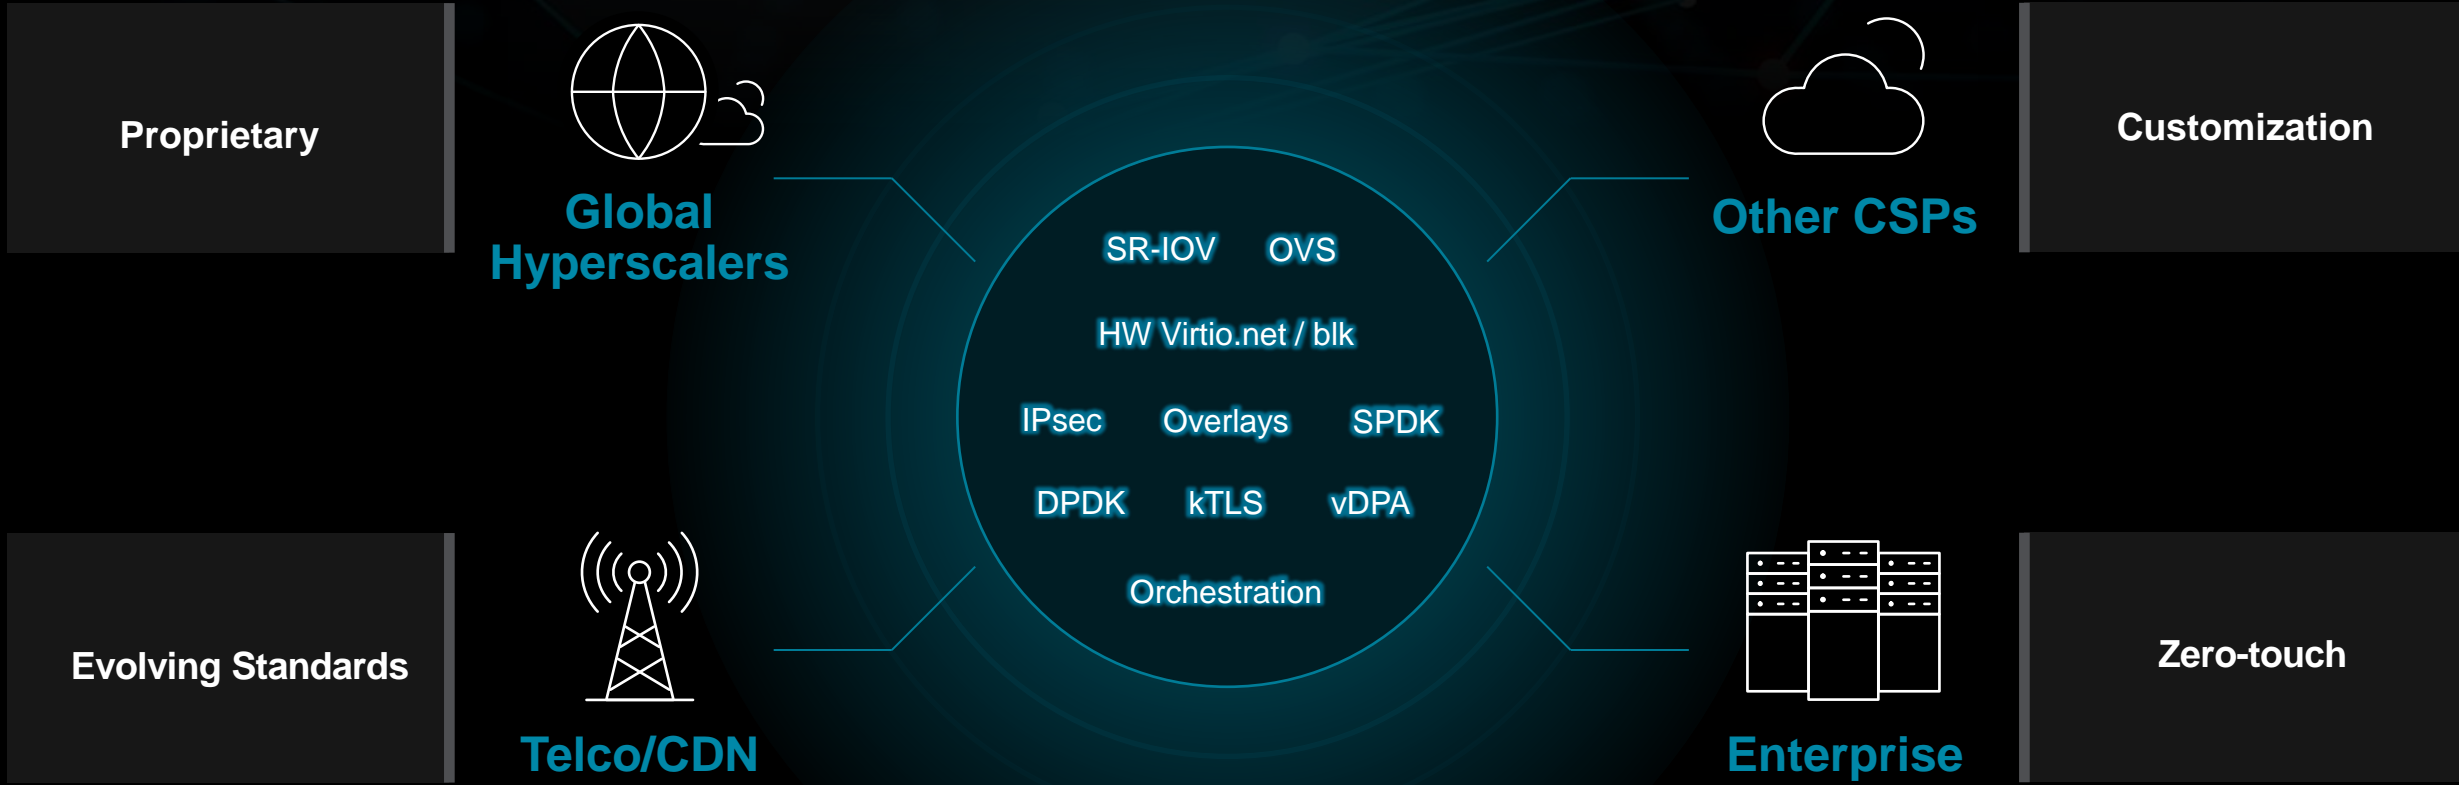 Proprietary
Global
Hyperscalers
Other CSPs
Customization
SR-IOV OVS
HW Virtio.net / blk
IPsec Overlays SPDK
DPDK kTLS vDPA
Orchestration
Evolving Standards
Telco/CDN
Enterprise
Zero-touch